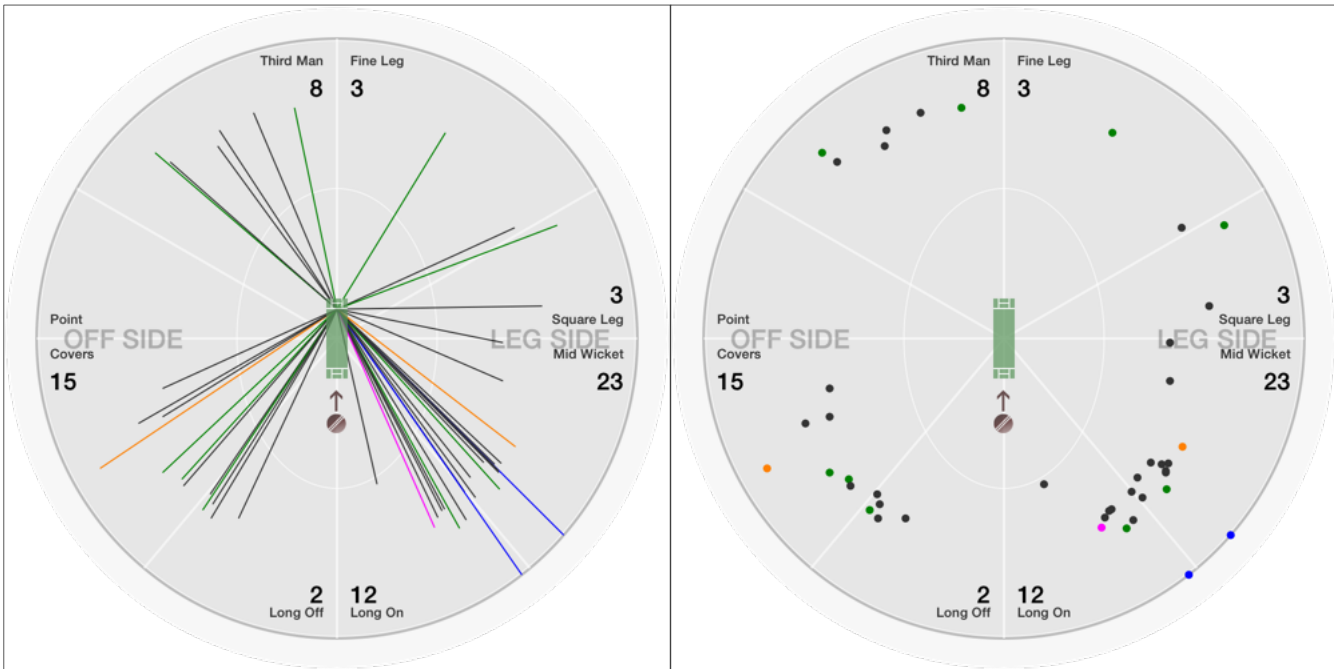 Third Man
Fine Leg
8
3
3
Square Leg
Point
OFF SIDE
LEG SIDE
Covers
Mid Wicket
15
23
2
12
Long Off
Long On
Third Man
Fine Leg
8
3
3
Square Leg
Point
OFF SIDE
LEG SIDE
Covers
Mid Wicket
15
23
2
12
Long Off
Long On